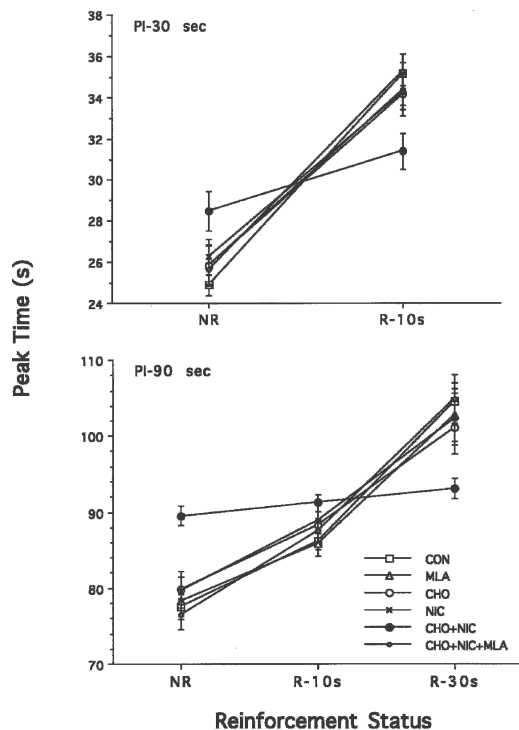 PI-30 sec
38
36
34
32
30
28
26
24
NR R-10s
Peak Time (s)
PI-90 sec
110
100
90
80
70
CON
MLA
CHO
NIC
CHO+NIC
CHO+NIC+MLA
NR R-10s R-30s
Reinforcement Status